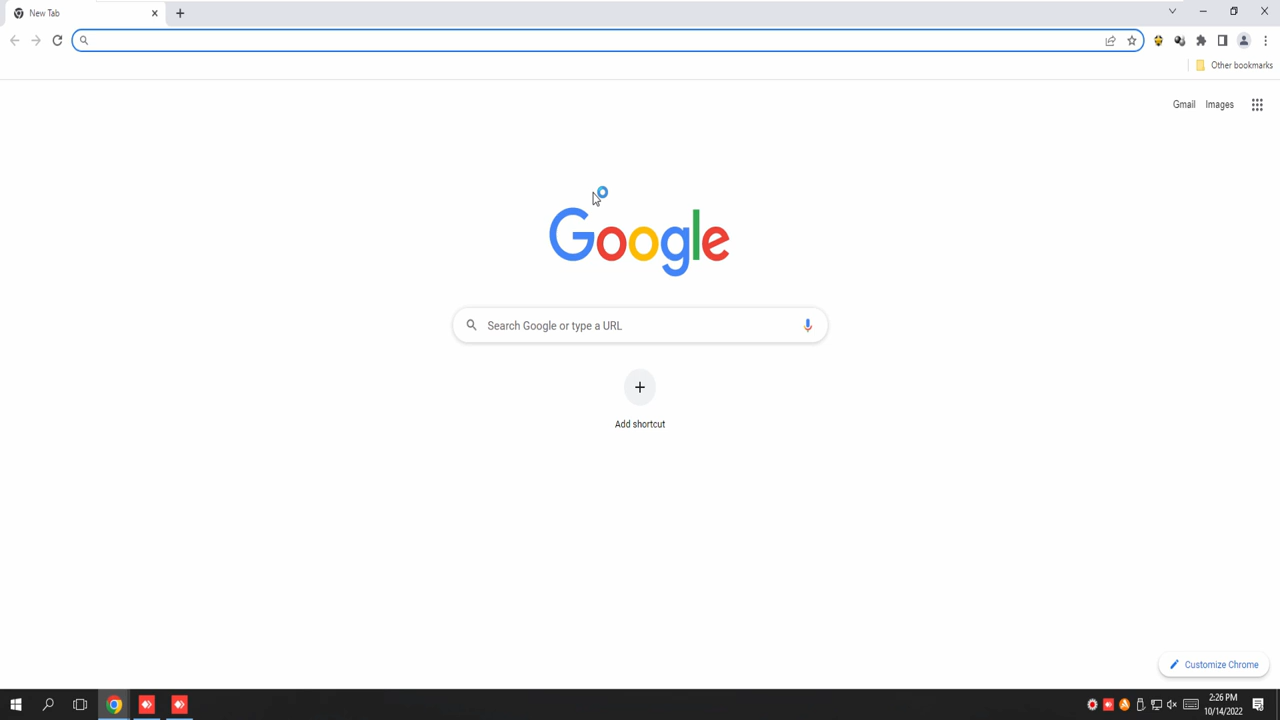 New Tab
Other bookmarks
Gmail Images
Google
Search Google or type a URL
Add shortcut
Customize Chrome
2:26 PM
10/14/2022